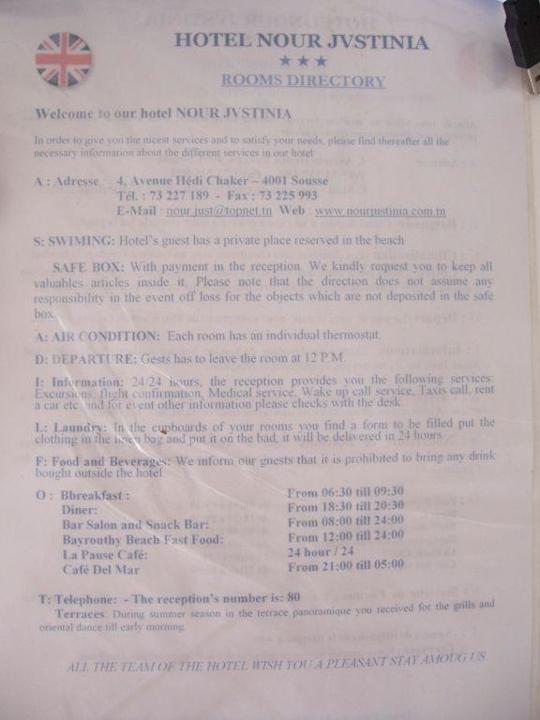 HOTEL NOUR JVSTINIA
★ ★ ★
ROOMS DIRECTORY
Welcome to our hotel NOUR JVSTINIA
In order to give you the nicest services and to satisfy your needs, please find thereafter all the
necessary information about the different services in our hotel
A : Adresse 4, Avenue Hédi Chaker – 4001 Sousse
Tél. : 73 227 189 - Fax : 73 225 993
E-Mail : nour.just@topnet.tn Web : www.nourjustinia.com.tn
S: SWIMING: Hotel's guest has a private place reserved in the beach
SAFE BOX: With payment in the reception. We kindly request you to keep all
valuables articles inside it. Please note that the direction does not assume any
responsibility in the event off loss for the objects which are not deposited in the safe
box.
A: AIR CONDITION: Each room has an individual thermostat.
D: DEPARTURE: Gests has to leave the room at 12 P.M.
I: Information: 24/24 hours, the reception provides you the following services:
Excursions, flight confirmation, Medical service, Wake up call service, Taxis call, rent
a car etc. and for event other information please checks with the desk.
L: Laundry: In the cupboards of your rooms you find a form to be filled put the
clothing in the linen bag and put it on the bad, it will be delivered in 24 hours
F: Food and Beverages: We inform our guests that it is prohibited to bring any drink
bought outside the hotel
O : Bbreakfast : From 06:30 till 09:30
Diner: From 18:30 till 20:30
Bar Salon and Snack Bar: From 08:00 till 24:00
Bayrouthy Beach Fast Food: From 12:00 till 24:00
La Pause Café: 24 hour / 24
Café Del Mar From 21:00 till 05:00
T: Telephone: - The reception's number is: 80
Terraces: During summer season in the terrace panoramique you received for the grills and
oriental dance till early morning.
ALL THE TEAM OF THE HOTEL WISH YOU A PLEASANT STAY AMOUG US